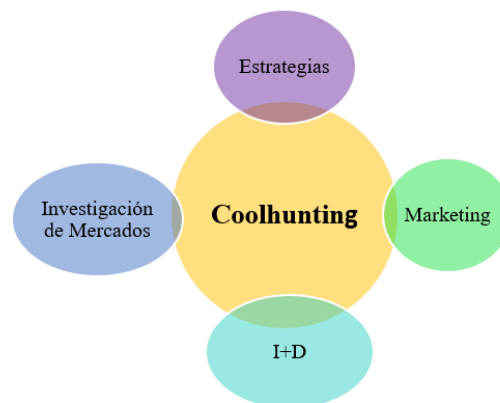 Estrategias
Investigación
de Mercados
Coolhunting
Marketing
I+D